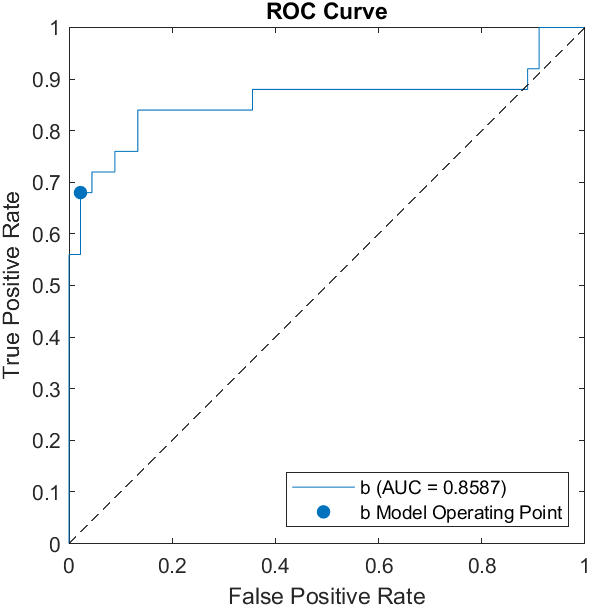 ROC Curve
1
0.9
0.8
0.7
0.6
0.5
0.4
0.3
0.2
0.1
0
True Positive Rate
b (AUC = 0.8587)
b Model Operating Point
0 0.2 0.4 0.6 0.8 1
False Positive Rate